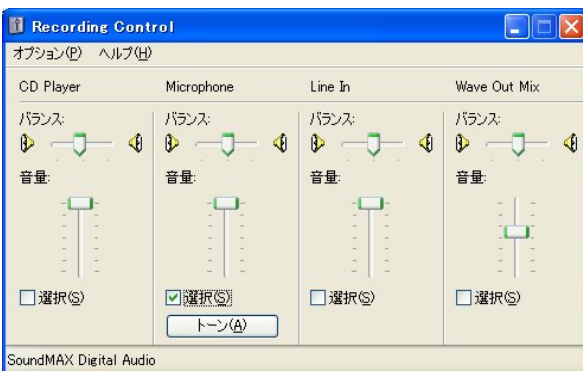 Recording Control
オプション(P) ヘルプ(H)
CD Player Microphone Line In Wave Out Mix
バランス: バランス: バランス: バランス:
音量: 音量: 音量: 音量:
選択(S) 選択(S) 選択(S) 選択(S)
トーン(A)
SoundMAX Digital Audio